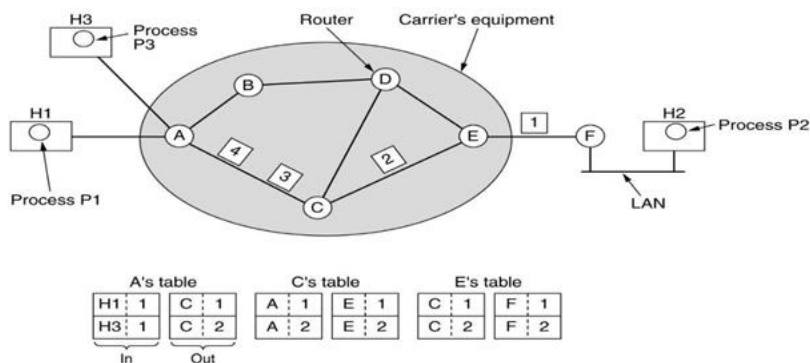 H3
Process
P3
Router
Carrier's equipment
B
D
H1
A
E
1
F
H2
Process P2
4
3
2
Process P1
C
LAN
A's table
C's table
E's table
H1 1 C 1 A 1 E 1 C 1 F 1
H3 1 C 2 A 2 E 2 C 2 F 2
In
Out